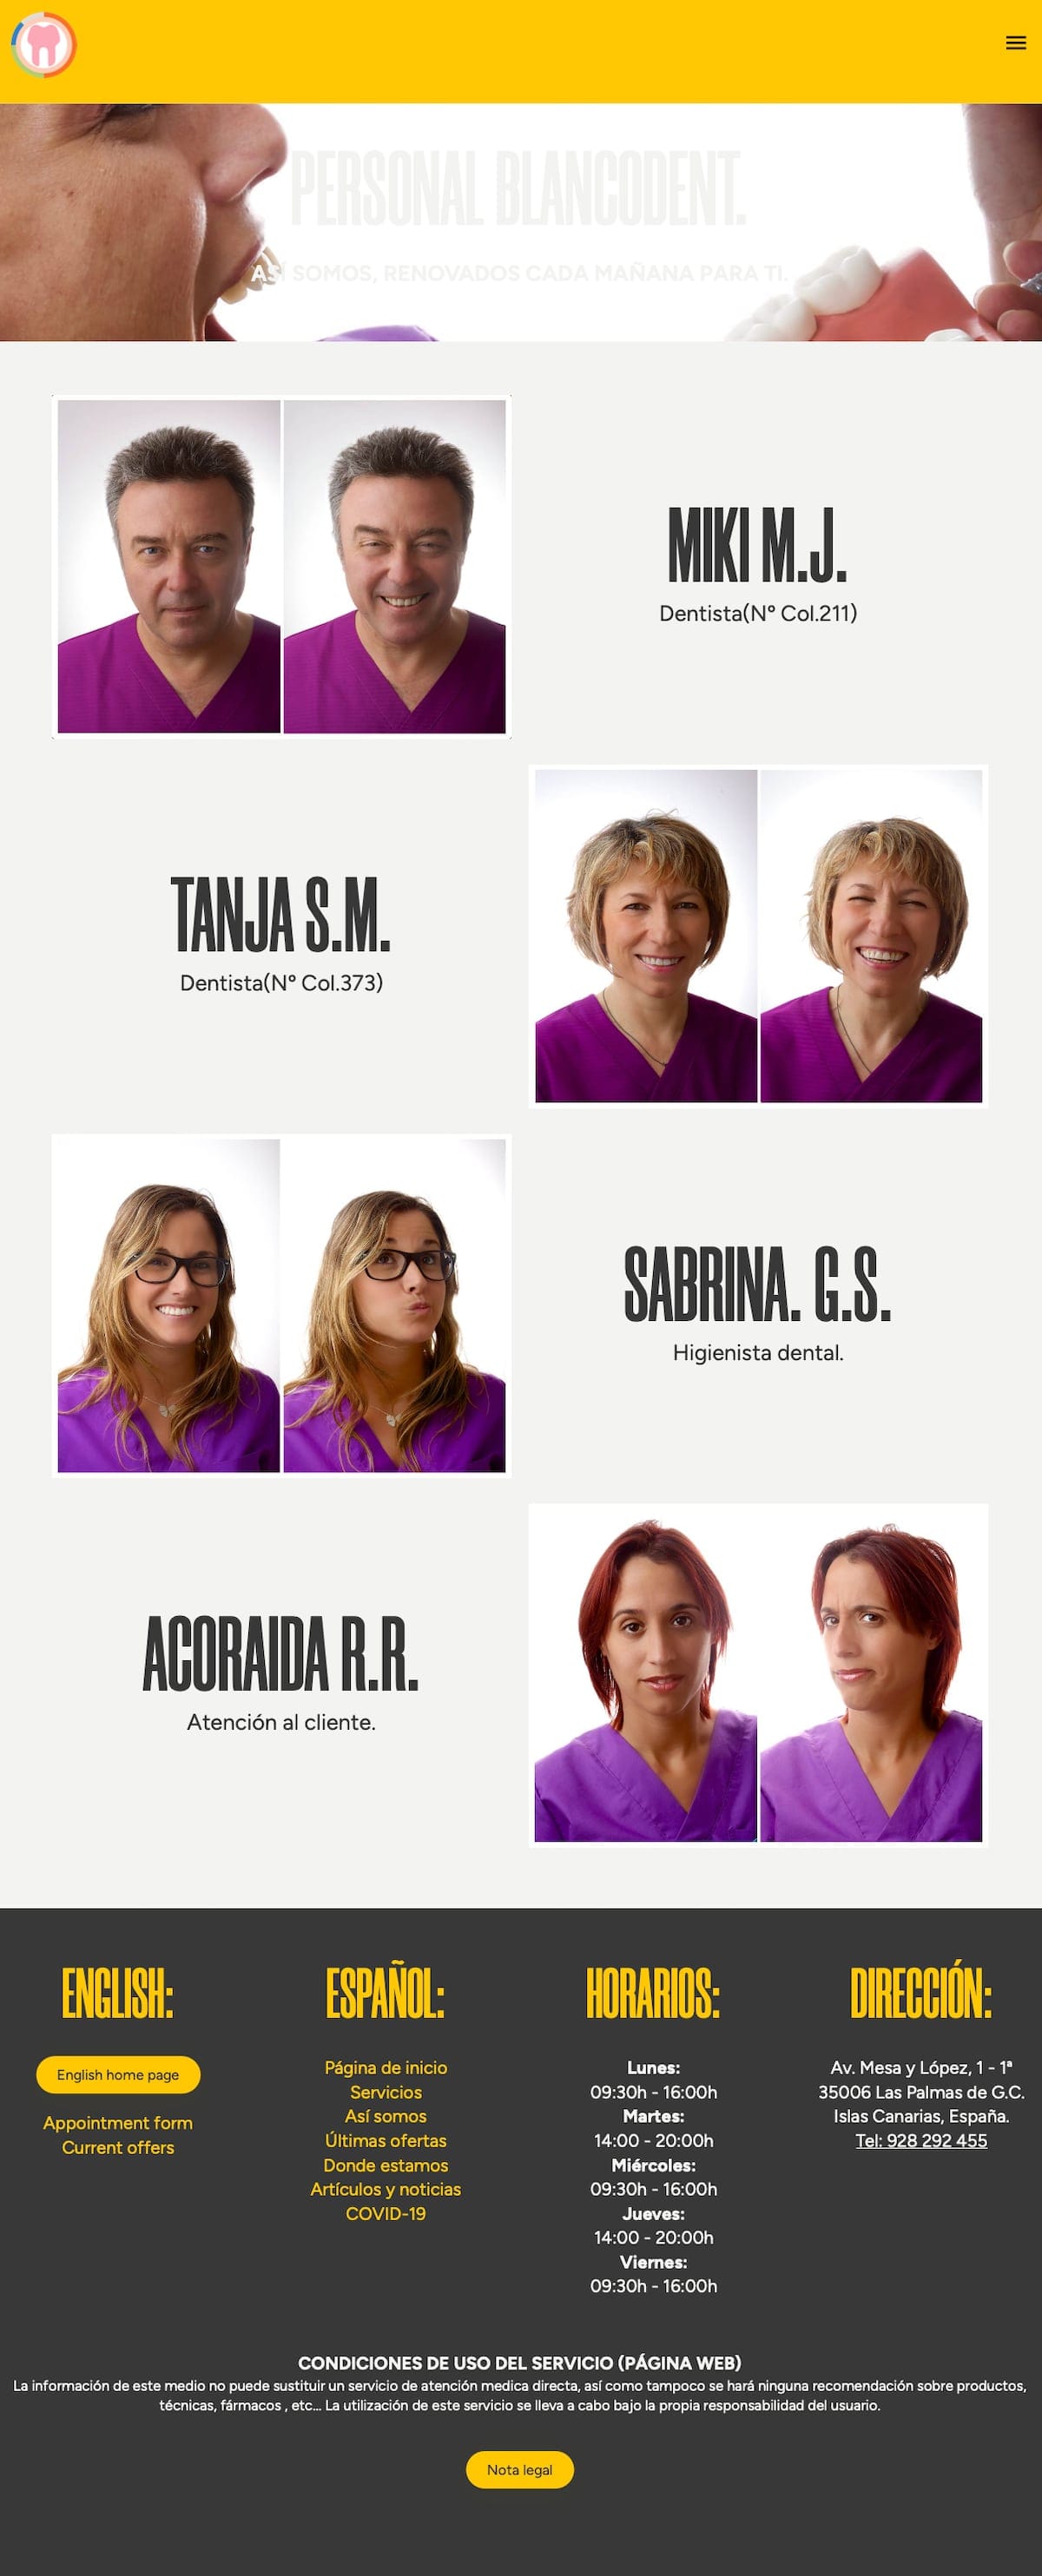 PERSONAL BLANCODENT.
ASÍ SOMOS, RENOVADOS CADA MAÑANA PARA TI.
MIKI M.J.
Dentista(Nº Col.211)
TANJA S.M.
Dentista(Nº Col.373)
SABRINA. G.S.
Higienista dental.
ACORAIDA R.R.
Atención al cliente.
ENGLISH:
English home page
Appointment form
Current offers
ESPAÑOL:
Página de inicio
Servicios
Así somos
Últimas ofertas
Donde estamos
Artículos y noticias
COVID-19
HORARIOS:
Lunes:
09:30h - 16:00h
Martes:
14:00 - 20:00h
Miércoles:
09:30h - 16:00h
Jueves:
14:00 - 20:00h
Viernes:
09:30h - 16:00h
DIRECCIÓN:
Av. Mesa y López, 1 - 1ª
35006 Las Palmas de G.C.
Islas Canarias, España.
Tel: 928 292 455
CONDICIONES DE USO DEL SERVICIO (PÁGINA WEB)
La información de este medio no puede sustituir un servicio de atención medica directa, así como tampoco se hará ninguna recomendación sobre productos,
técnicas, fármacos , etc... La utilización de este servicio se lleva a cabo bajo la propia responsabilidad del usuario.
Nota legal